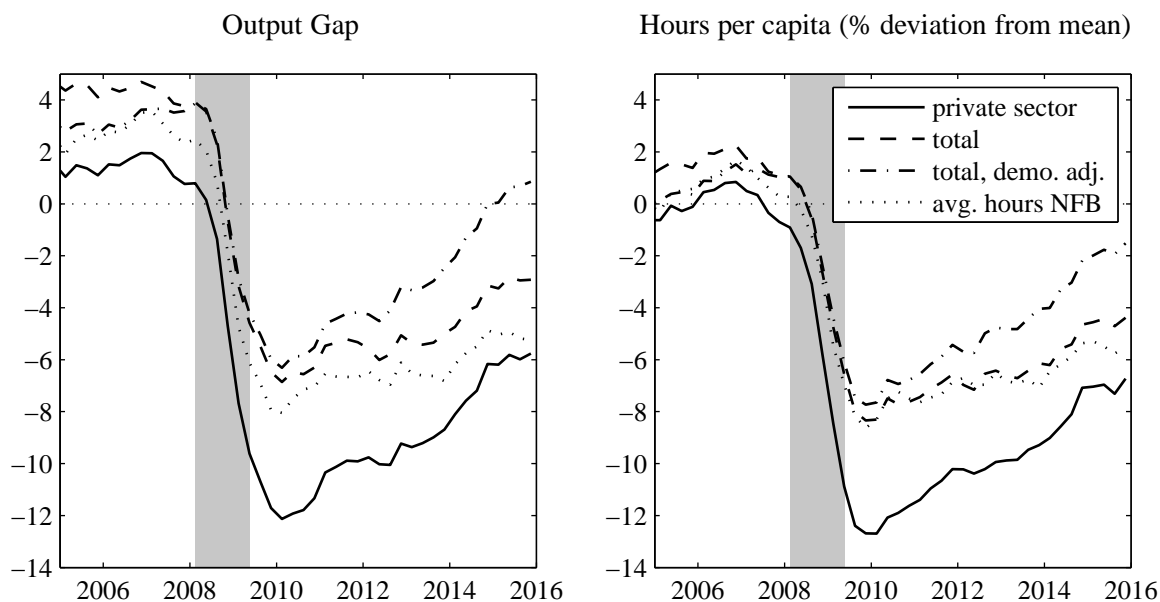 Output Gap
Hours per capita (% deviation from mean)
4
2
0
−2
−4
−6
−8
−10
−12
−14
2006 2008 2010 2012 2014 2016
4
2
0
−2
−4
−6
−8
−10
−12
−14
2006 2008 2010 2012 2014 2016
private sector
total
total, demo. adj.
avg. hours NFB